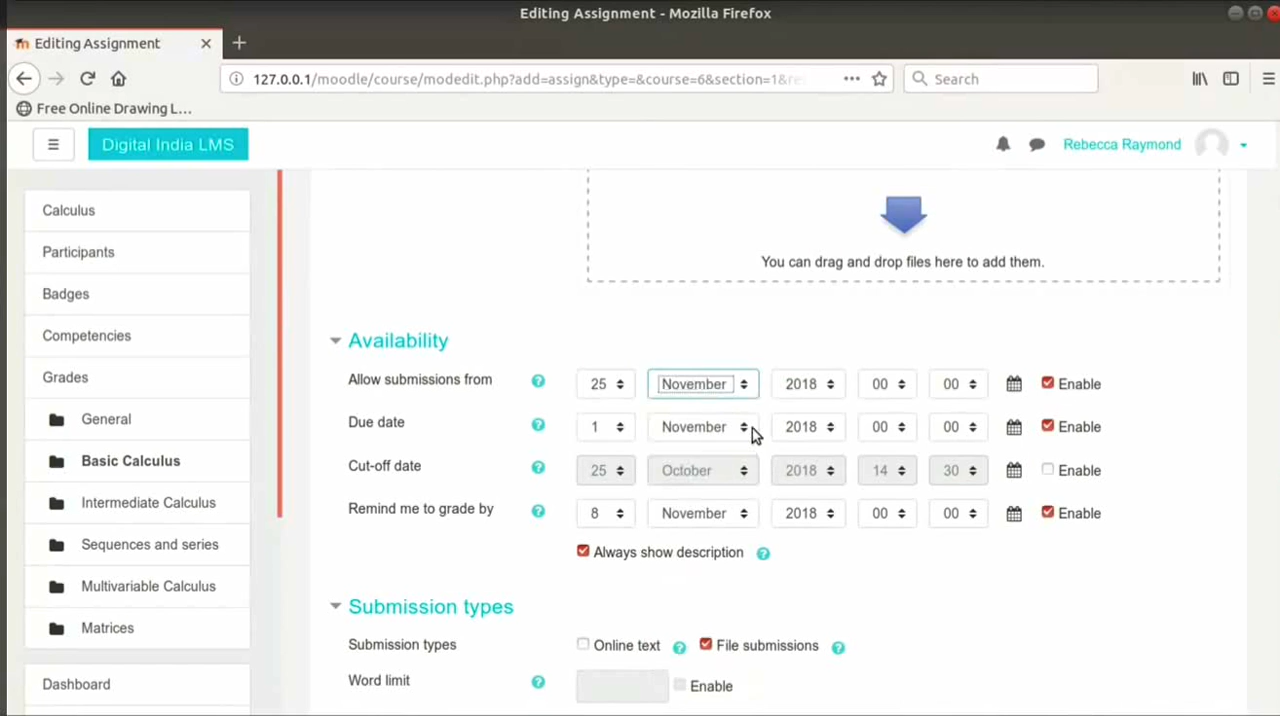 Editing Assignment - Mozilla Firefox
Editing Assignment
127.0.0.1/moodle/course/modedit.php?add=assign&type=&course=6&section=1&re
Search
Free Online Drawing L...
Digital India LMS
Rebecca Raymond
Calculus
Participants
Badges
Competencies
Grades
General
Basic Calculus
Intermediate Calculus
Sequences and series
Multivariable Calculus
Matrices
Dashboard
You can drag and drop files here to add them.
Availability
Allow submissions from ? 25 November 2018 00 00 Enable
Due date ? 1 November 2018 00 00 Enable
Cut-off date ? 25 October 2018 14 30 Enable
Remind me to grade by ? 8 November 2018 00 00 Enable
Always show description ?
Submission types
Submission types Online text ? File submissions ?
Word limit ? Enable